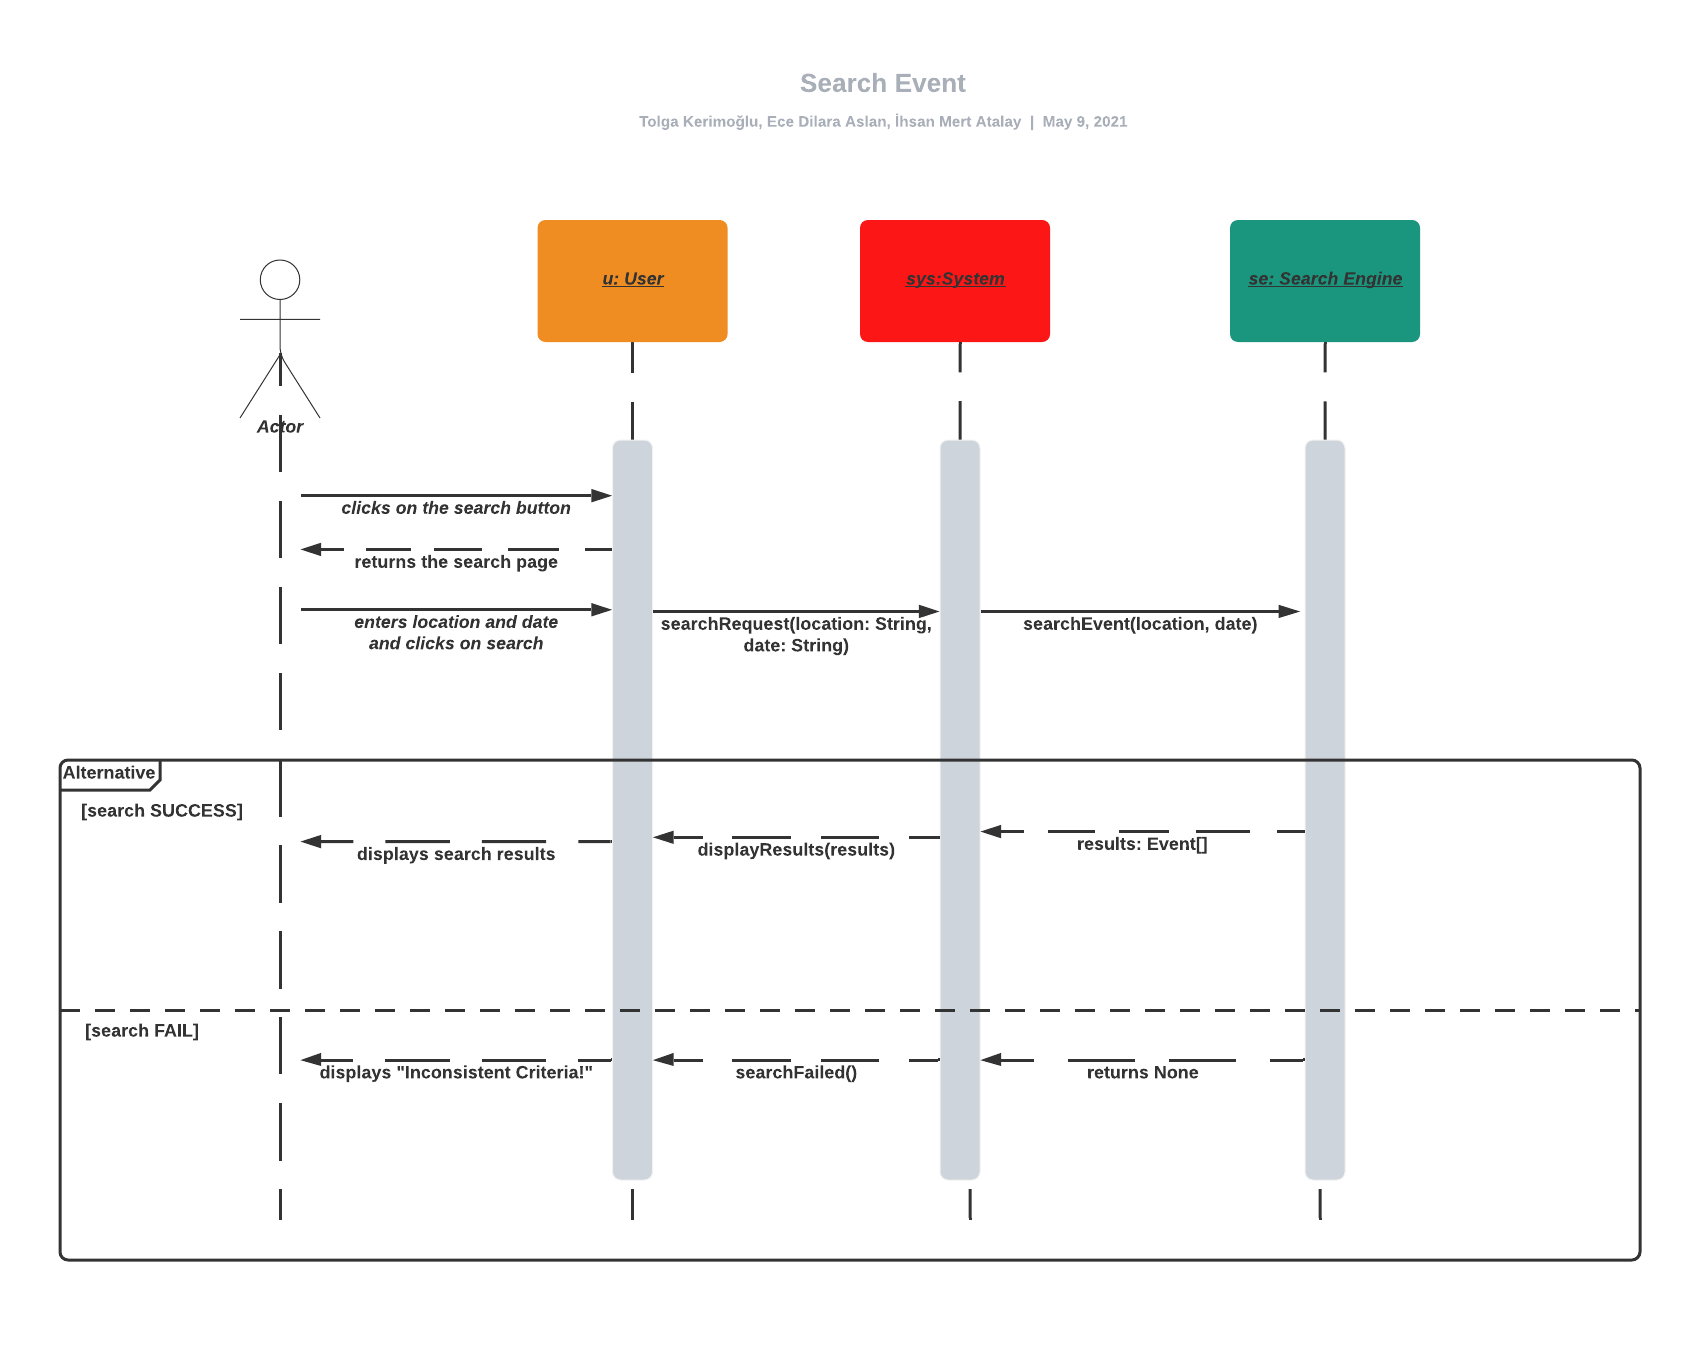 Search Event
Tolga Kerimoğlu, Ece Dilara Aslan, İhsan Mert Atalay | May 9, 2021
u: User
sys:System
se: Search Engine
Actor
clicks on the search button
returns the search page
enters location and date
and clicks on search
searchRequest(location: String,
date: String)
searchEvent(location, date)
Alternative
[search SUCCESS]
displays search results
displayResults(results)
results: Event[]
[search FAIL]
displays "Inconsistent Criteria!"
searchFailed()
returns None